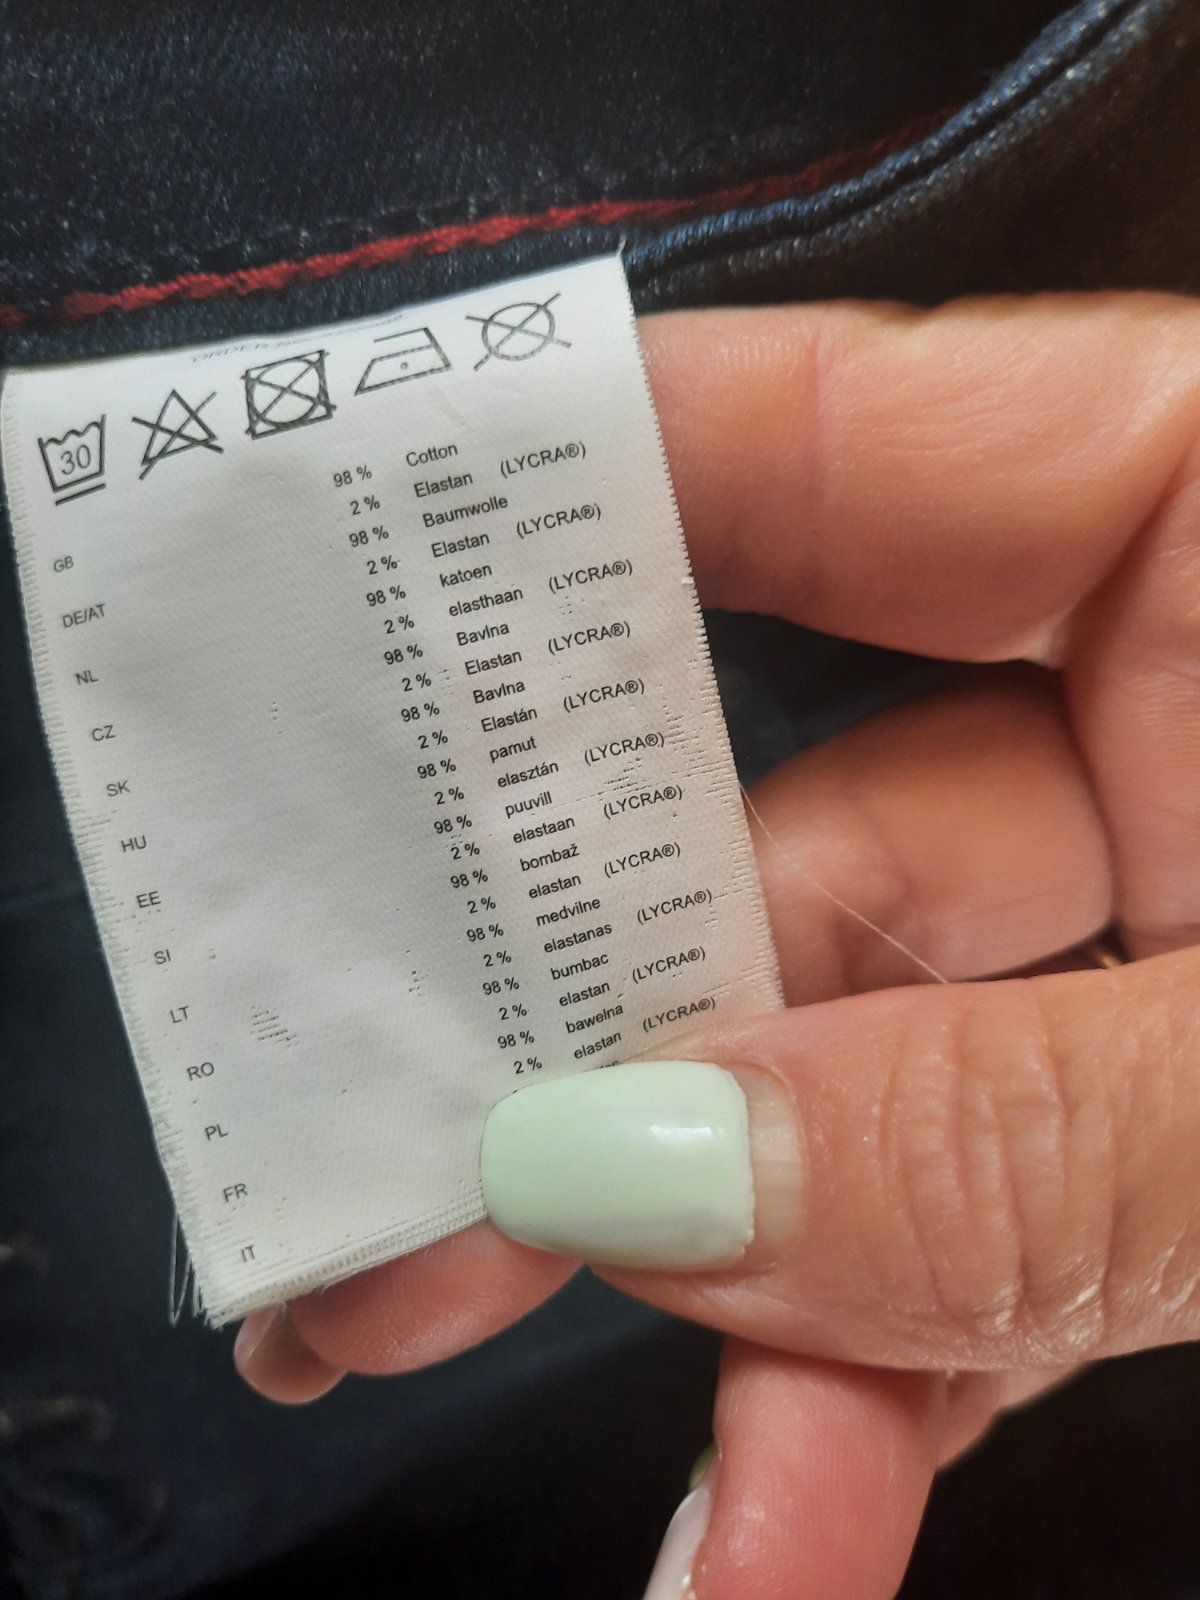 30
98 % Cotton
2 % Elastan (LYCRA®)
98 % Baumwolle
2 % Elastan (LYCRA®)
98 % katoen
2 % elasthaan (LYCRA®)
98 % Bavlna
2 % Elastan (LYCRA®)
98 % Bavlna
2 % Elastán (LYCRA®)
98 % pamut
2 % elasztán (LYCRA®)
98 % puuvill
2 % elastaan (LYCRA®)
98 % bombaž
2 % elastan (LYCRA®)
98 % medvilne
2 % elastanas (LYCRA®)
98 % bumbac
2 % elastan (LYCRA®)
98 % bawełna
2 % elastan (LYCRA®)
GB
DE/AT
NL
CZ
SK
HU
EE
SI
LT
RO
PL
FR
IT